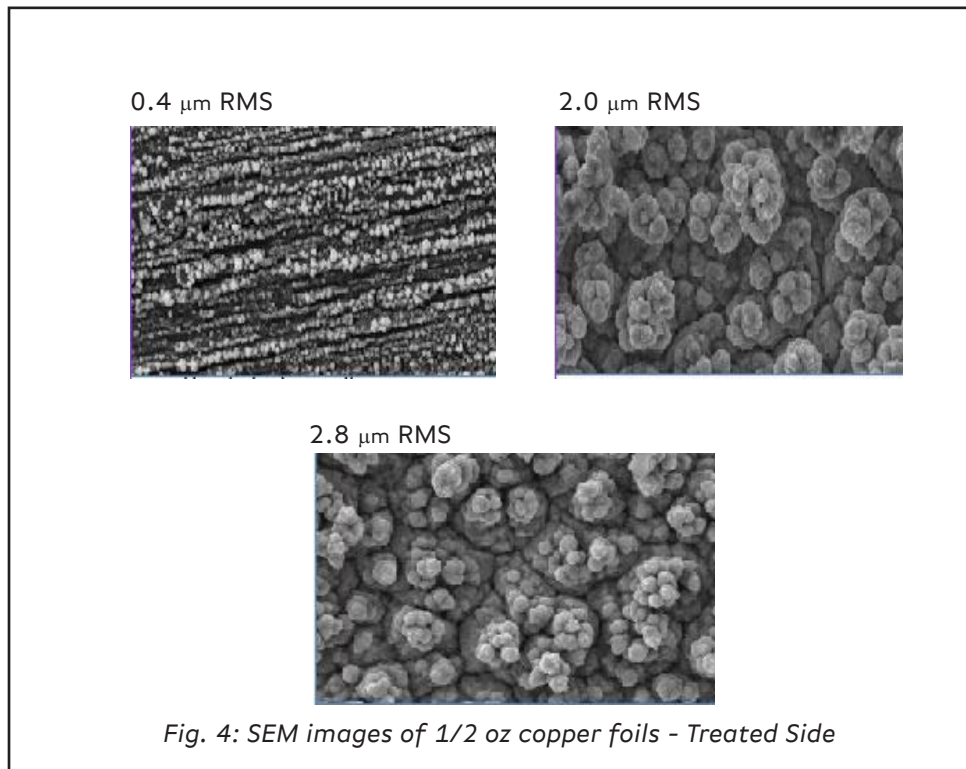 0.4 μm RMS
2.0 μm RMS
2.8 μm RMS
Fig. 4: SEM images of 1/2 oz copper foils - Treated Side